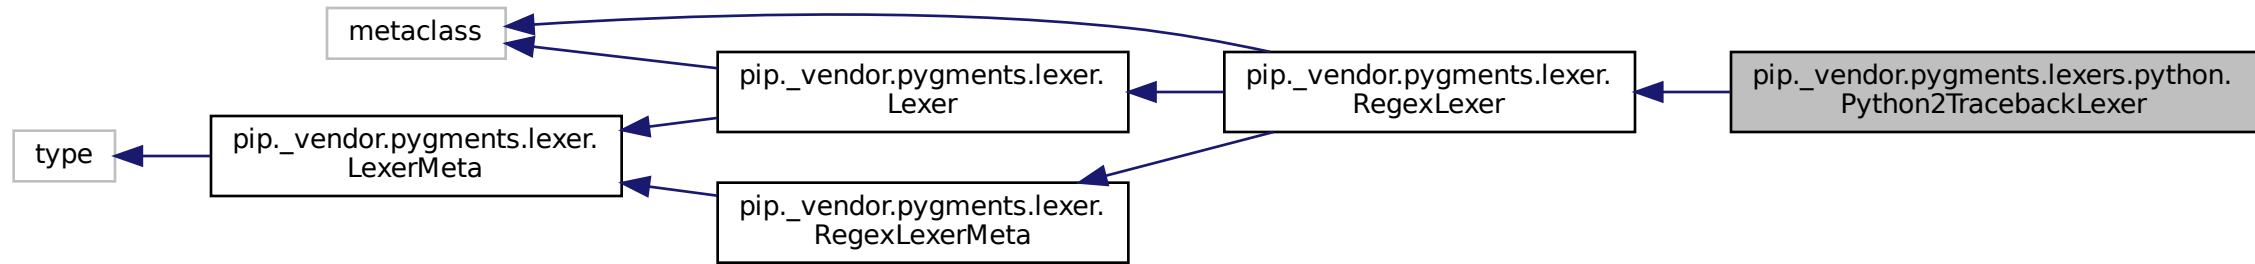 metaclass
type
pip._vendor.pygments.lexer.
LexerMeta
pip._vendor.pygments.lexer.
Lexer
pip._vendor.pygments.lexer.
RegexLexerMeta
pip._vendor.pygments.lexer.
RegexLexer
pip._vendor.pygments.lexers.python.
Python2TracebackLexer